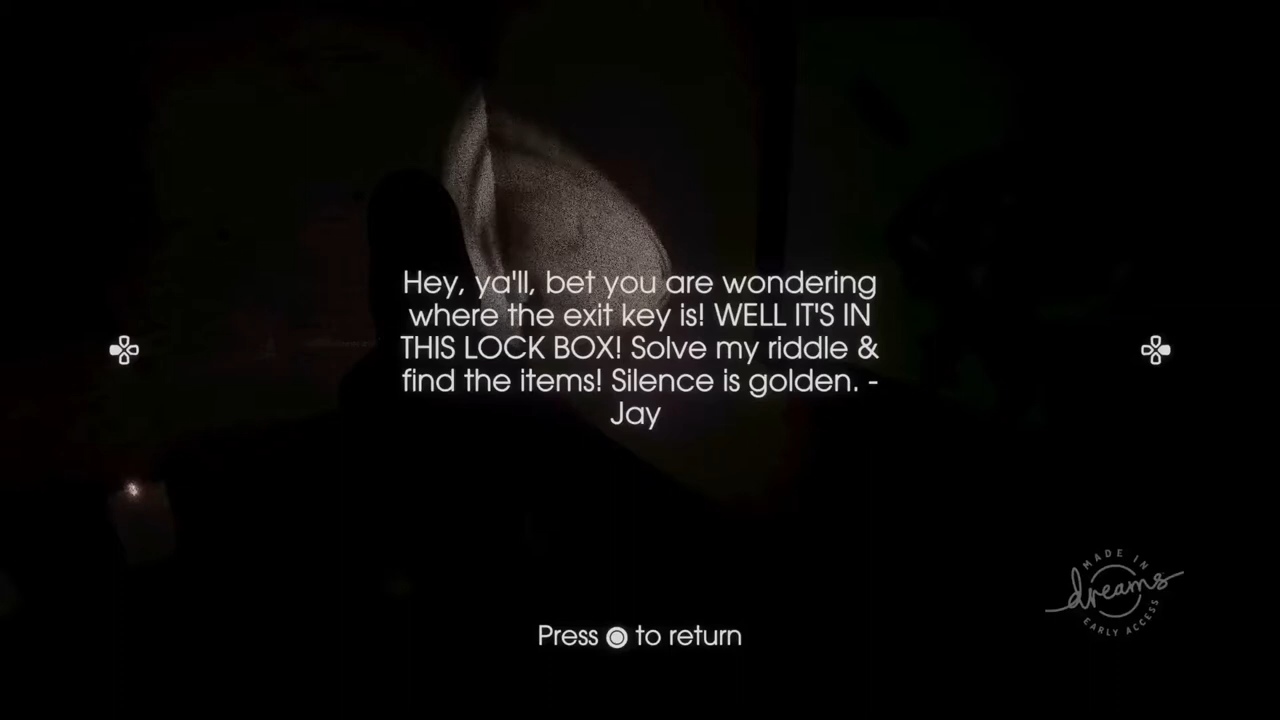 Hey, ya'll, bet you are wondering
where the exit key is! WELL IT'S IN
THIS LOCK BOX! Solve my riddle &
find the items! Silence is golden. -
Jay
MADE IN
dreams
EARLY ACCESS
Press to return